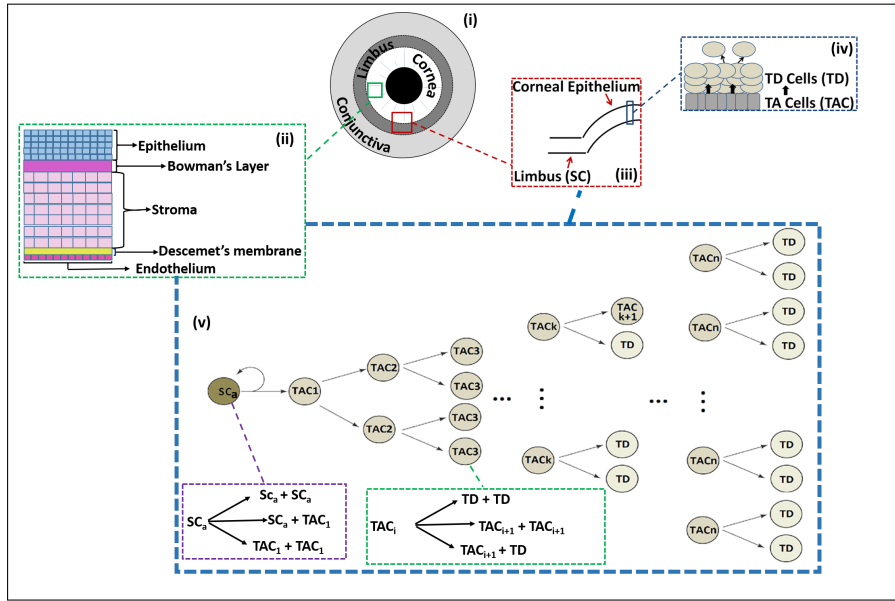 (i)
Limbus
Cornea
Conjunctiva
(ii)
Epithelium
Bowman's Layer
Stroma
Descemet's membrane
Endothelium
Corneal Epithelium
Limbus (SC)
(iii)
(iv)
TD Cells (TD)
TA Cells (TAC)
(v)
SCa
TAC1
TAC2
TAC2
TAC3
TAC3
TAC3
TAC3
...
TACk
TAC
k+1
TD
TACk
TD
TD
...
TACn
TD
TD
TACn
TD
TD
TACn
TD
TD
TACn
TD
TD
SCa
Sca + SCa
SCa + TAC1
TAC1 + TAC1
TACi
TD + TD
TACi+1 + TACi+1
TACi+1 + TD